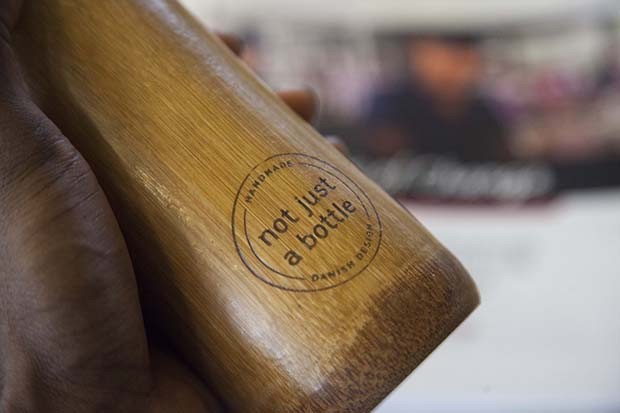 HANDMADE
not just
a bottle
DANISH DESIGN